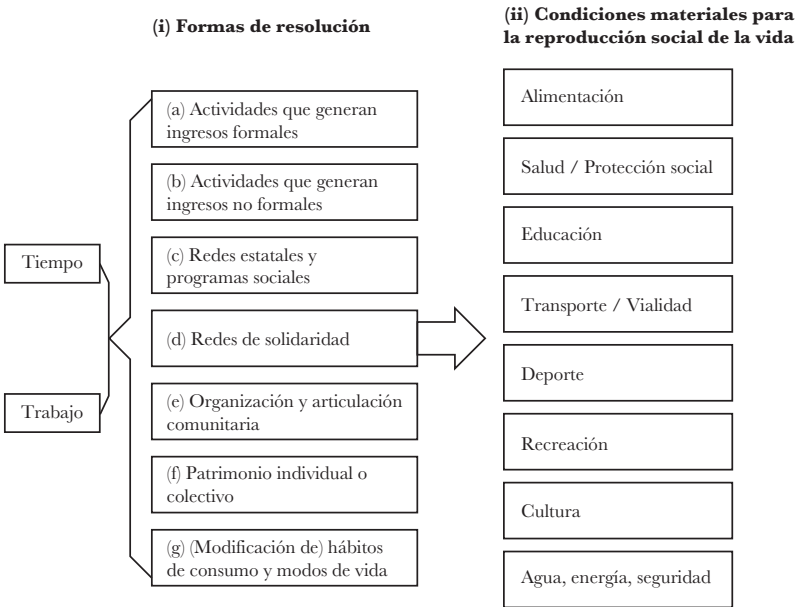 (i) Formas de resolución
(ii) Condiciones materiales para
la reproducción social de la vida
Tiempo
Trabajo
(a) Actividades que generan
ingresos formales
(b) Actividades que generan
ingresos no formales
(c) Redes estatales y
programas sociales
(d) Redes de solidaridad
(e) Organización y articulación
comunitaria
(f) Patrimonio individual o
colectivo
(g) (Modificación de) hábitos
de consumo y modos de vida
Alimentación
Salud / Protección social
Educación
Transporte / Vialidad
Deporte
Recreación
Cultura
Agua, energía, seguridad